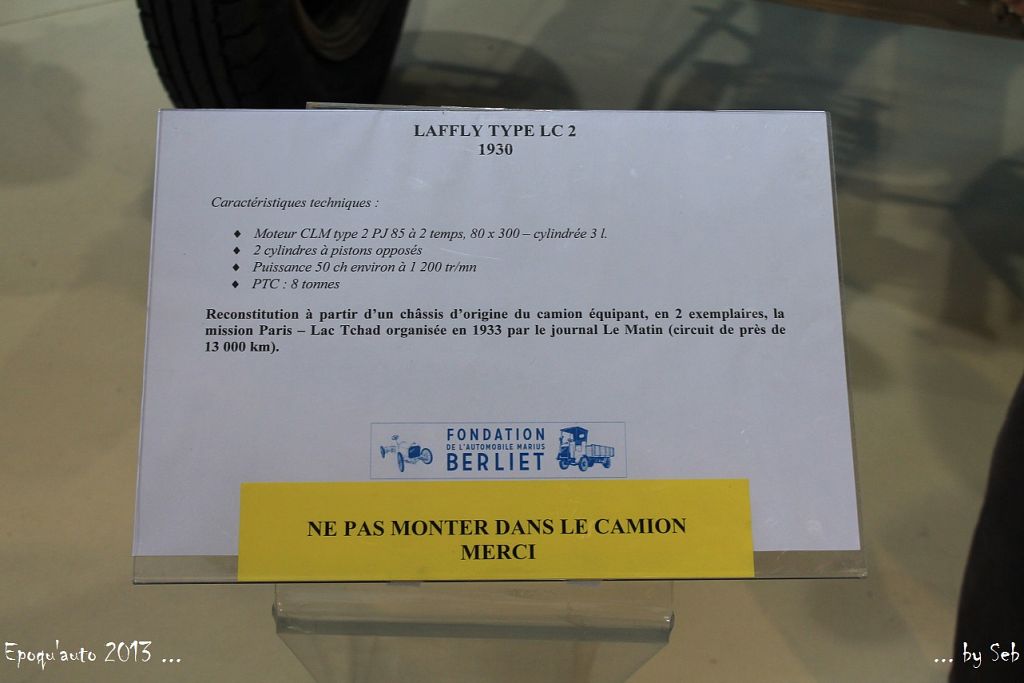 LAFFLY TYPE LC 2
1930
Caractéristiques techniques :
♦ Moteur CLM type 2 PJ 85 à 2 temps, 80 x 300 – cylindrée 3 l.
♦ 2 cylindres à pistons opposés
♦ Puissance 50 ch environ à 1 200 tr/mn
♦ PTC : 8 tonnes
Reconstitution à partir d'un châssis d'origine du camion équipant, en 2 exemplaires, la
mission Paris – Lac Tchad organisée en 1933 par le journal Le Matin (circuit de près de
13 000 km).
FONDATION
DE L'AUTOMOBILE MARIUS
BERLIET
NE PAS MONTER DANS LE CAMION
MERCI
Epoqu'auto 2013 ...
... by Seb